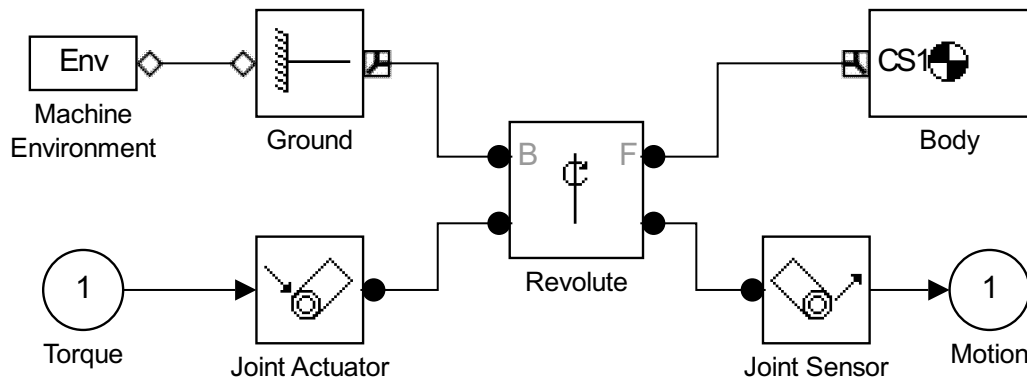 Env
Machine
Environment
Ground
CS1
Body
B
F
Revolute
1
Torque
Joint Actuator
Joint Sensor
1
Motion